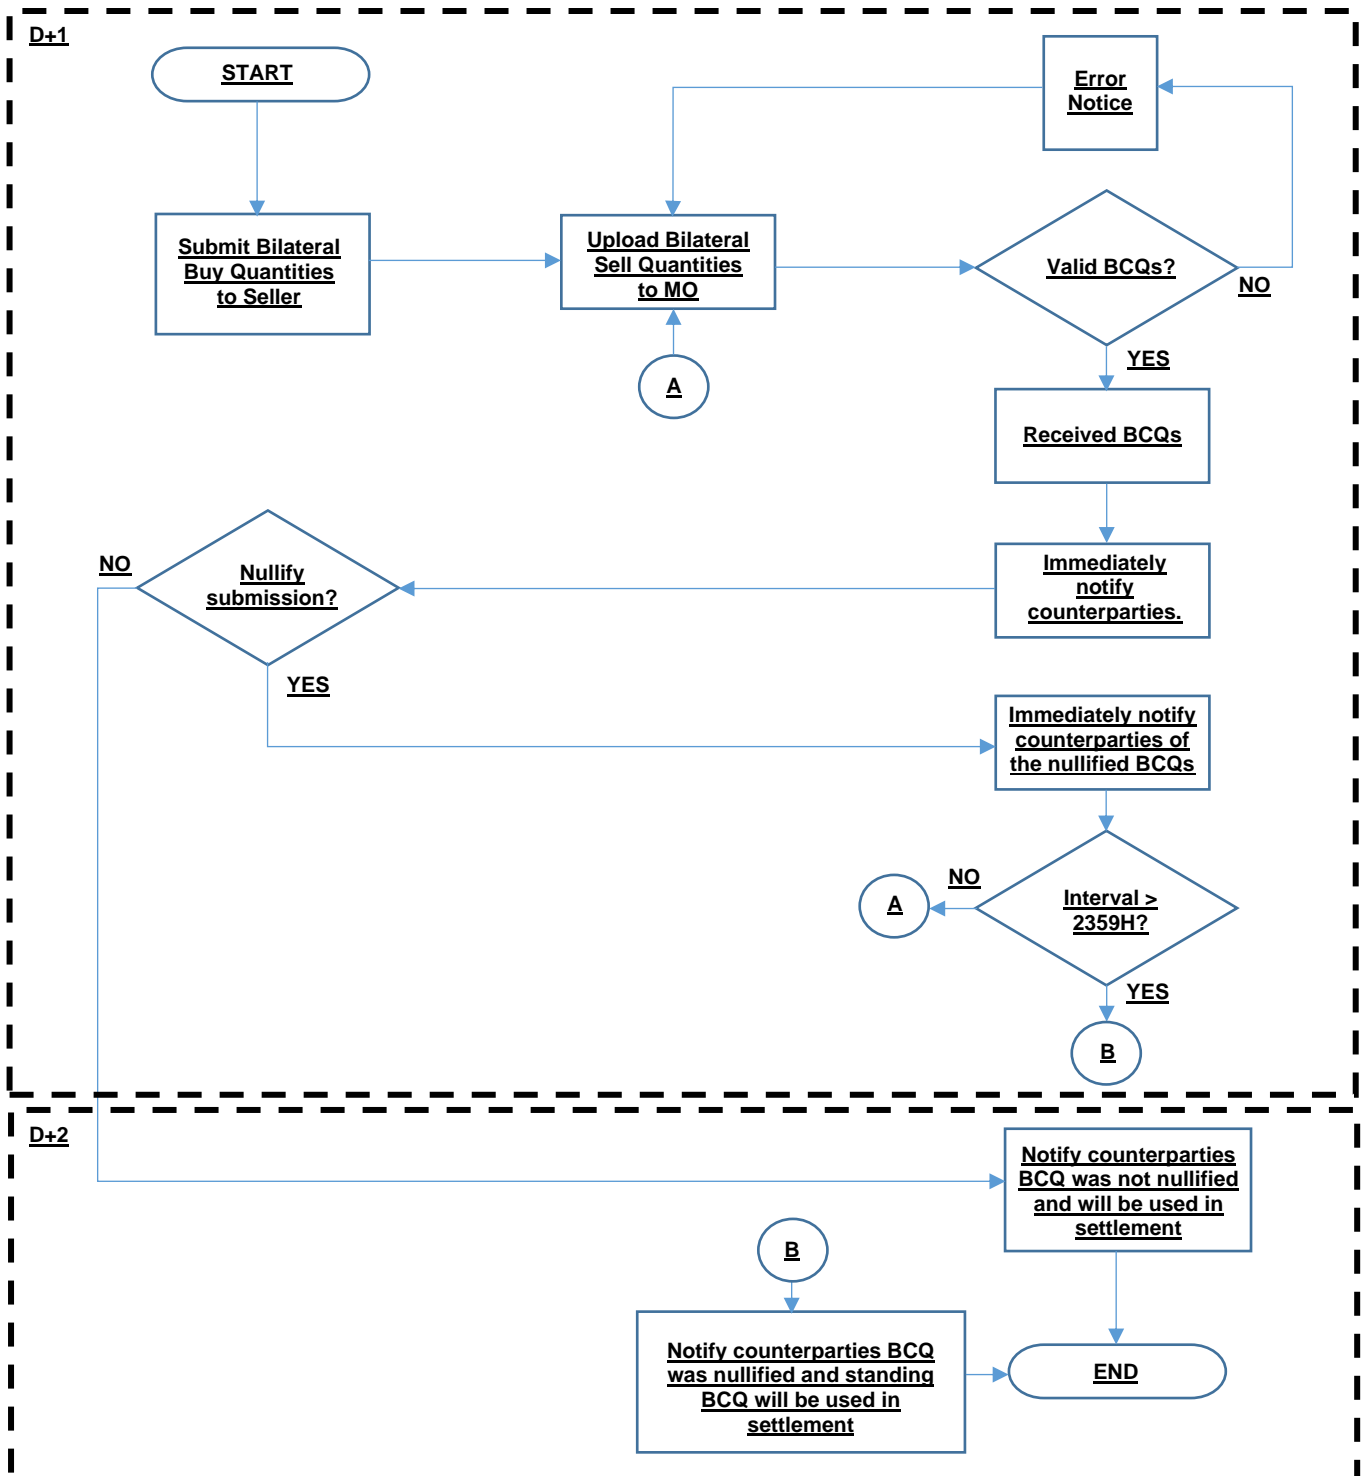 D+1
START
Error
Notice
Submit Bilateral
Buy Quantities
to Seller
Upload Bilateral
Sell Quantities
to MO
Valid BCQs?
NO
YES
A
Received BCQs
Immediately
notify
counterparties.
NO
Nullify
submission?
YES
Immediately notify
counterparties of
the nullified BCQs
NO
A
Interval >
2359H?
YES
B
D+2
Notify counterparties
BCQ was not nullified
and will be used in
settlement
B
Notify counterparties BCQ
was nullified and standing
BCQ will be used in
settlement
END